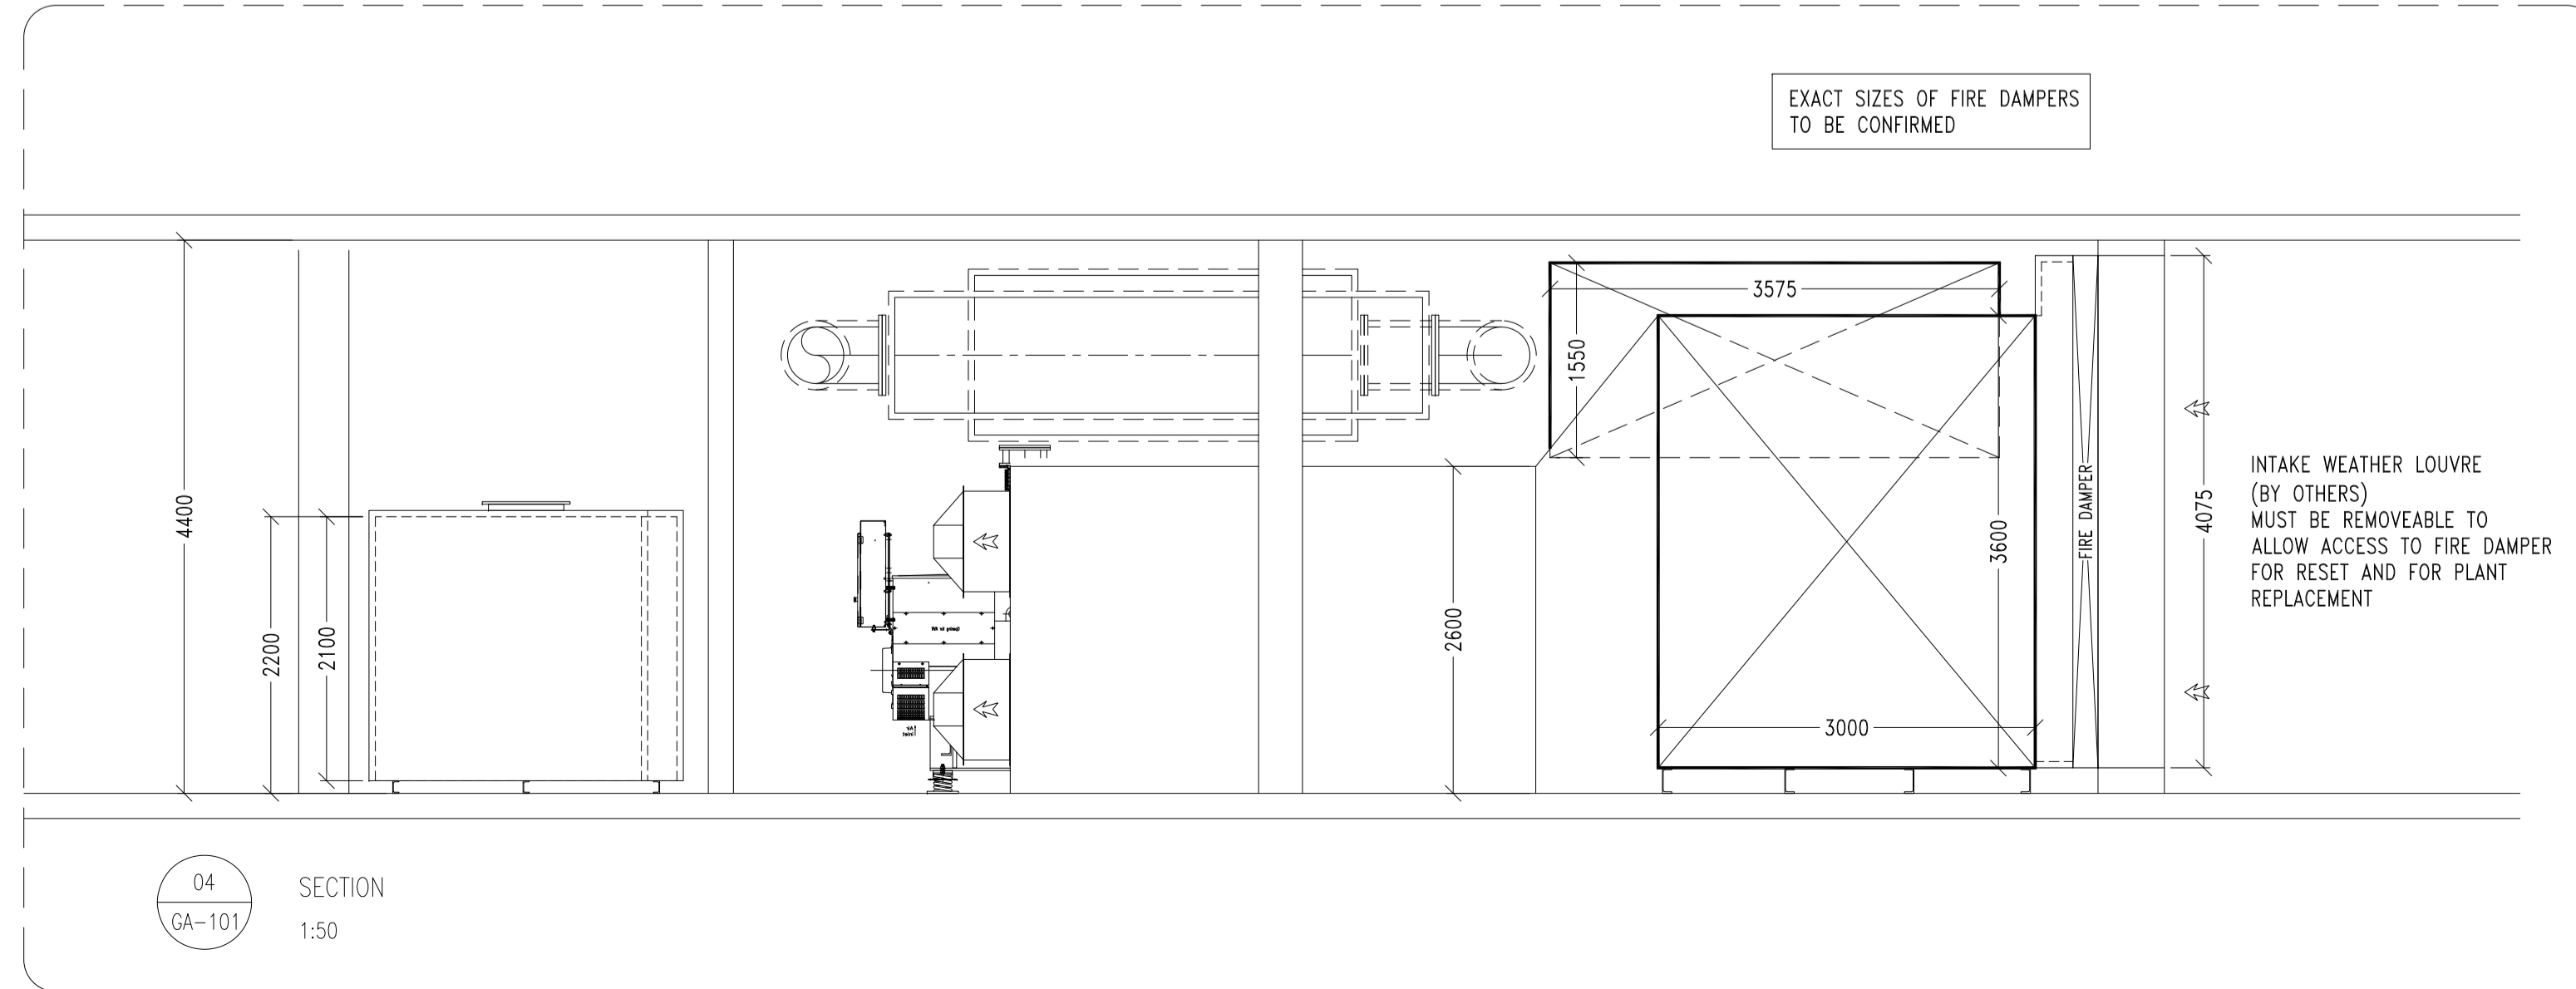 EXACT SIZES OF FIRE DAMPERS
TO BE CONFIRMED
3575
1550
4400
2200
2100
2600
3600
3000
FIRE DAMPER
4075
INTAKE WEATHER LOUVRE
(BY OTHERS)
MUST BE REMOVEABLE TO
ALLOW ACCESS TO FIRE DAMPER
FOR RESET AND FOR PLANT
REPLACEMENT
Air
Inlet
04
GA-101
SECTION
1:50